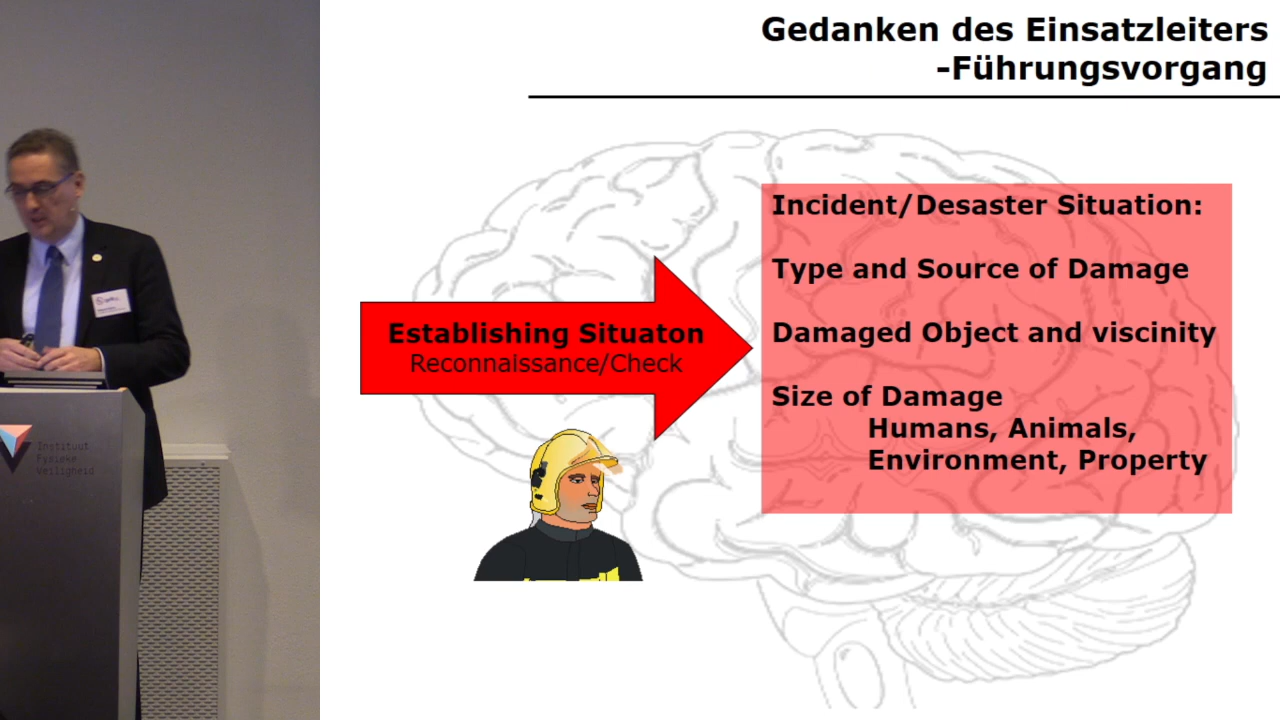 Gedanken des Einsatzleiters
-Führungsvorgang
Incident/Desaster Situation:
Type and Source of Damage
Establishing Situaton
Reconnaissance/Check
Damaged Object and viscinity
Size of Damage
Humans, Animals,
Environment, Property
Instituut
Fysieke
Veiligheid